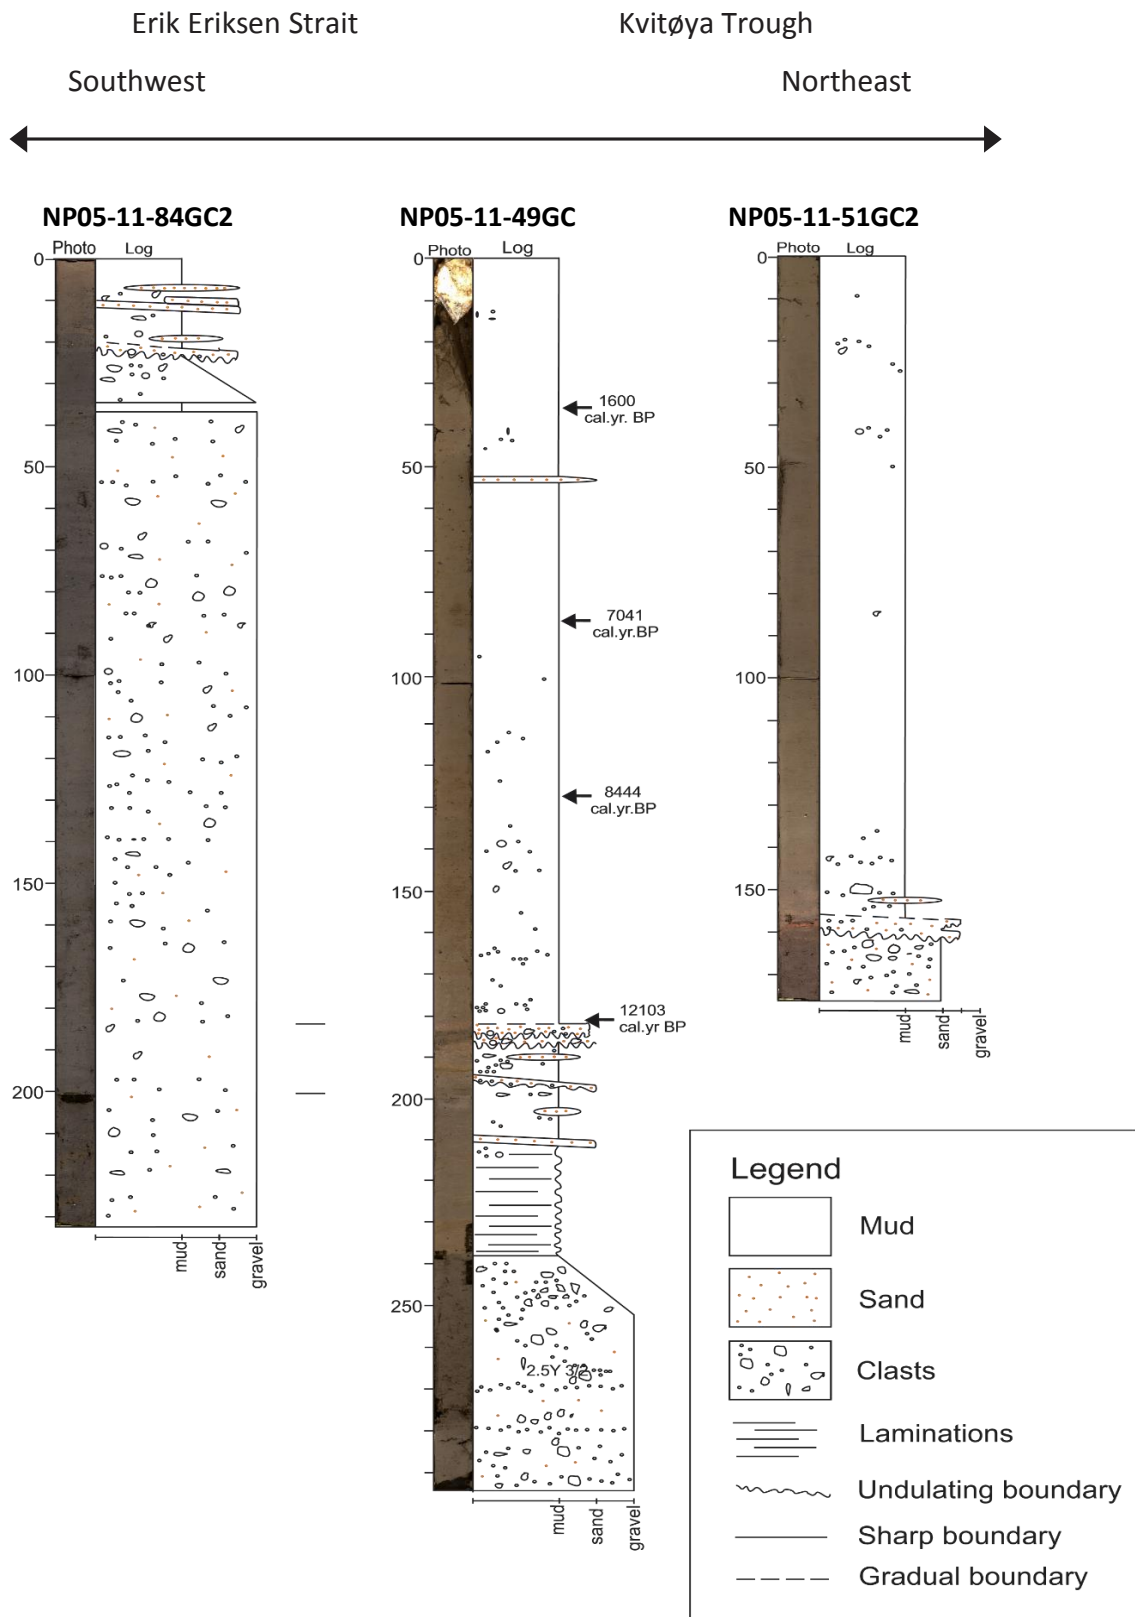 Erik Eriksen Strait Kvitøya Trough
Southwest Northeast
NP05-11-84GC2 NP05-11-49GC NP05-11-51GC2
Photo Log
0
50
100
150
200
mud
sand
gravel
Photo Log
0
50
100
150
200
250
1600
cal.yr. BP
7041
cal.yr.BP
8444
cal.yr.BP
12103
cal.yr BP
2.5Y 3/2
mud
sand
gravel
Photo Log
0
50
100
150
mud
sand
gravel
Legend
Mud
Sand
Clasts
Laminations
Undulating boundary
Sharp boundary
Gradual boundary